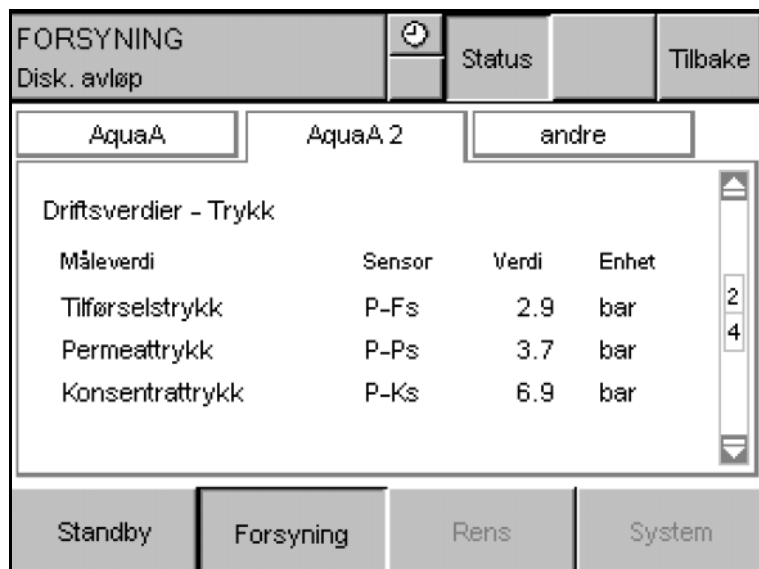 FORSYNING
Disk. avløp
Status
Tilbake
AquaA
AquaA 2
andre
Driftsverdier - Trykk
Måleverdi Sensor Verdi Enhet
Tilførselstrykk P-Fs 2.9 bar
Permeattrykk P-Ps 3.7 bar
Konsentrattrykk P-Ks 6.9 bar
2
4
Standby
Forsyning
Rens
System